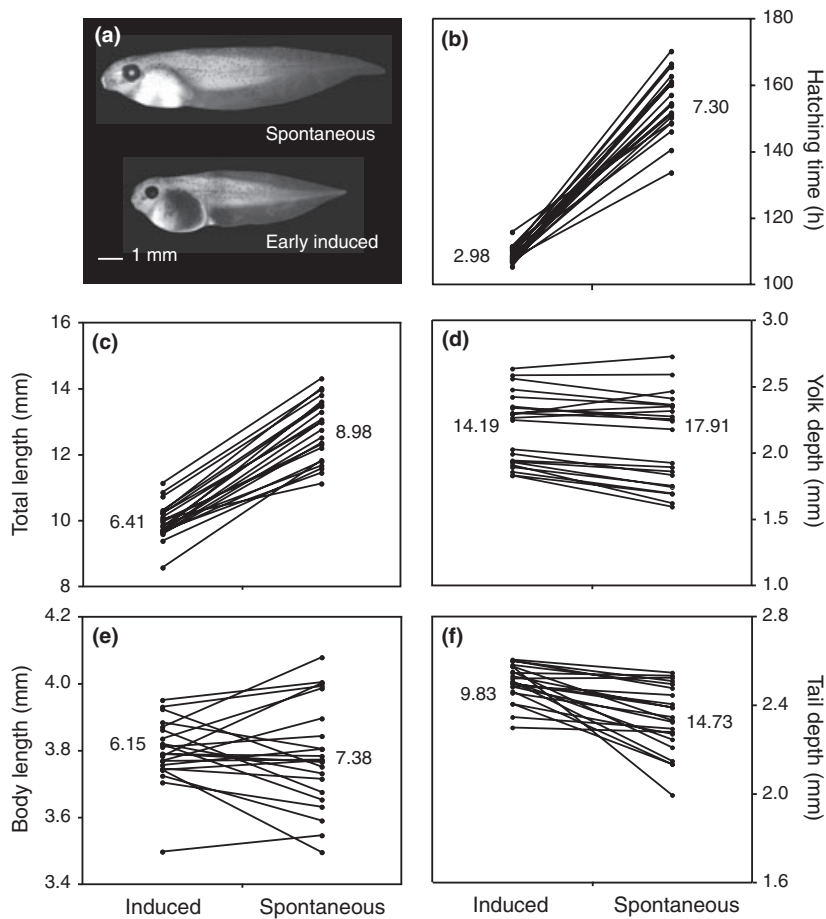 (a)
Spontaneous
Early induced
1 mm
(b)
180
160
140
120
100
Hatching time (h)
7.30
2.98
(c)
16
14
12
10
8
Total length (mm)
8.98
6.41
(d)
3.0
2.5
2.0
1.5
1.0
Yolk depth (mm)
14.19
17.91
(e)
4.2
4.0
3.8
3.6
3.4
Body length (mm)
6.15
7.38
Induced
Spontaneous
(f)
2.8
2.4
2.0
1.6
Tail depth (mm)
9.83
14.73
Induced
Spontaneous